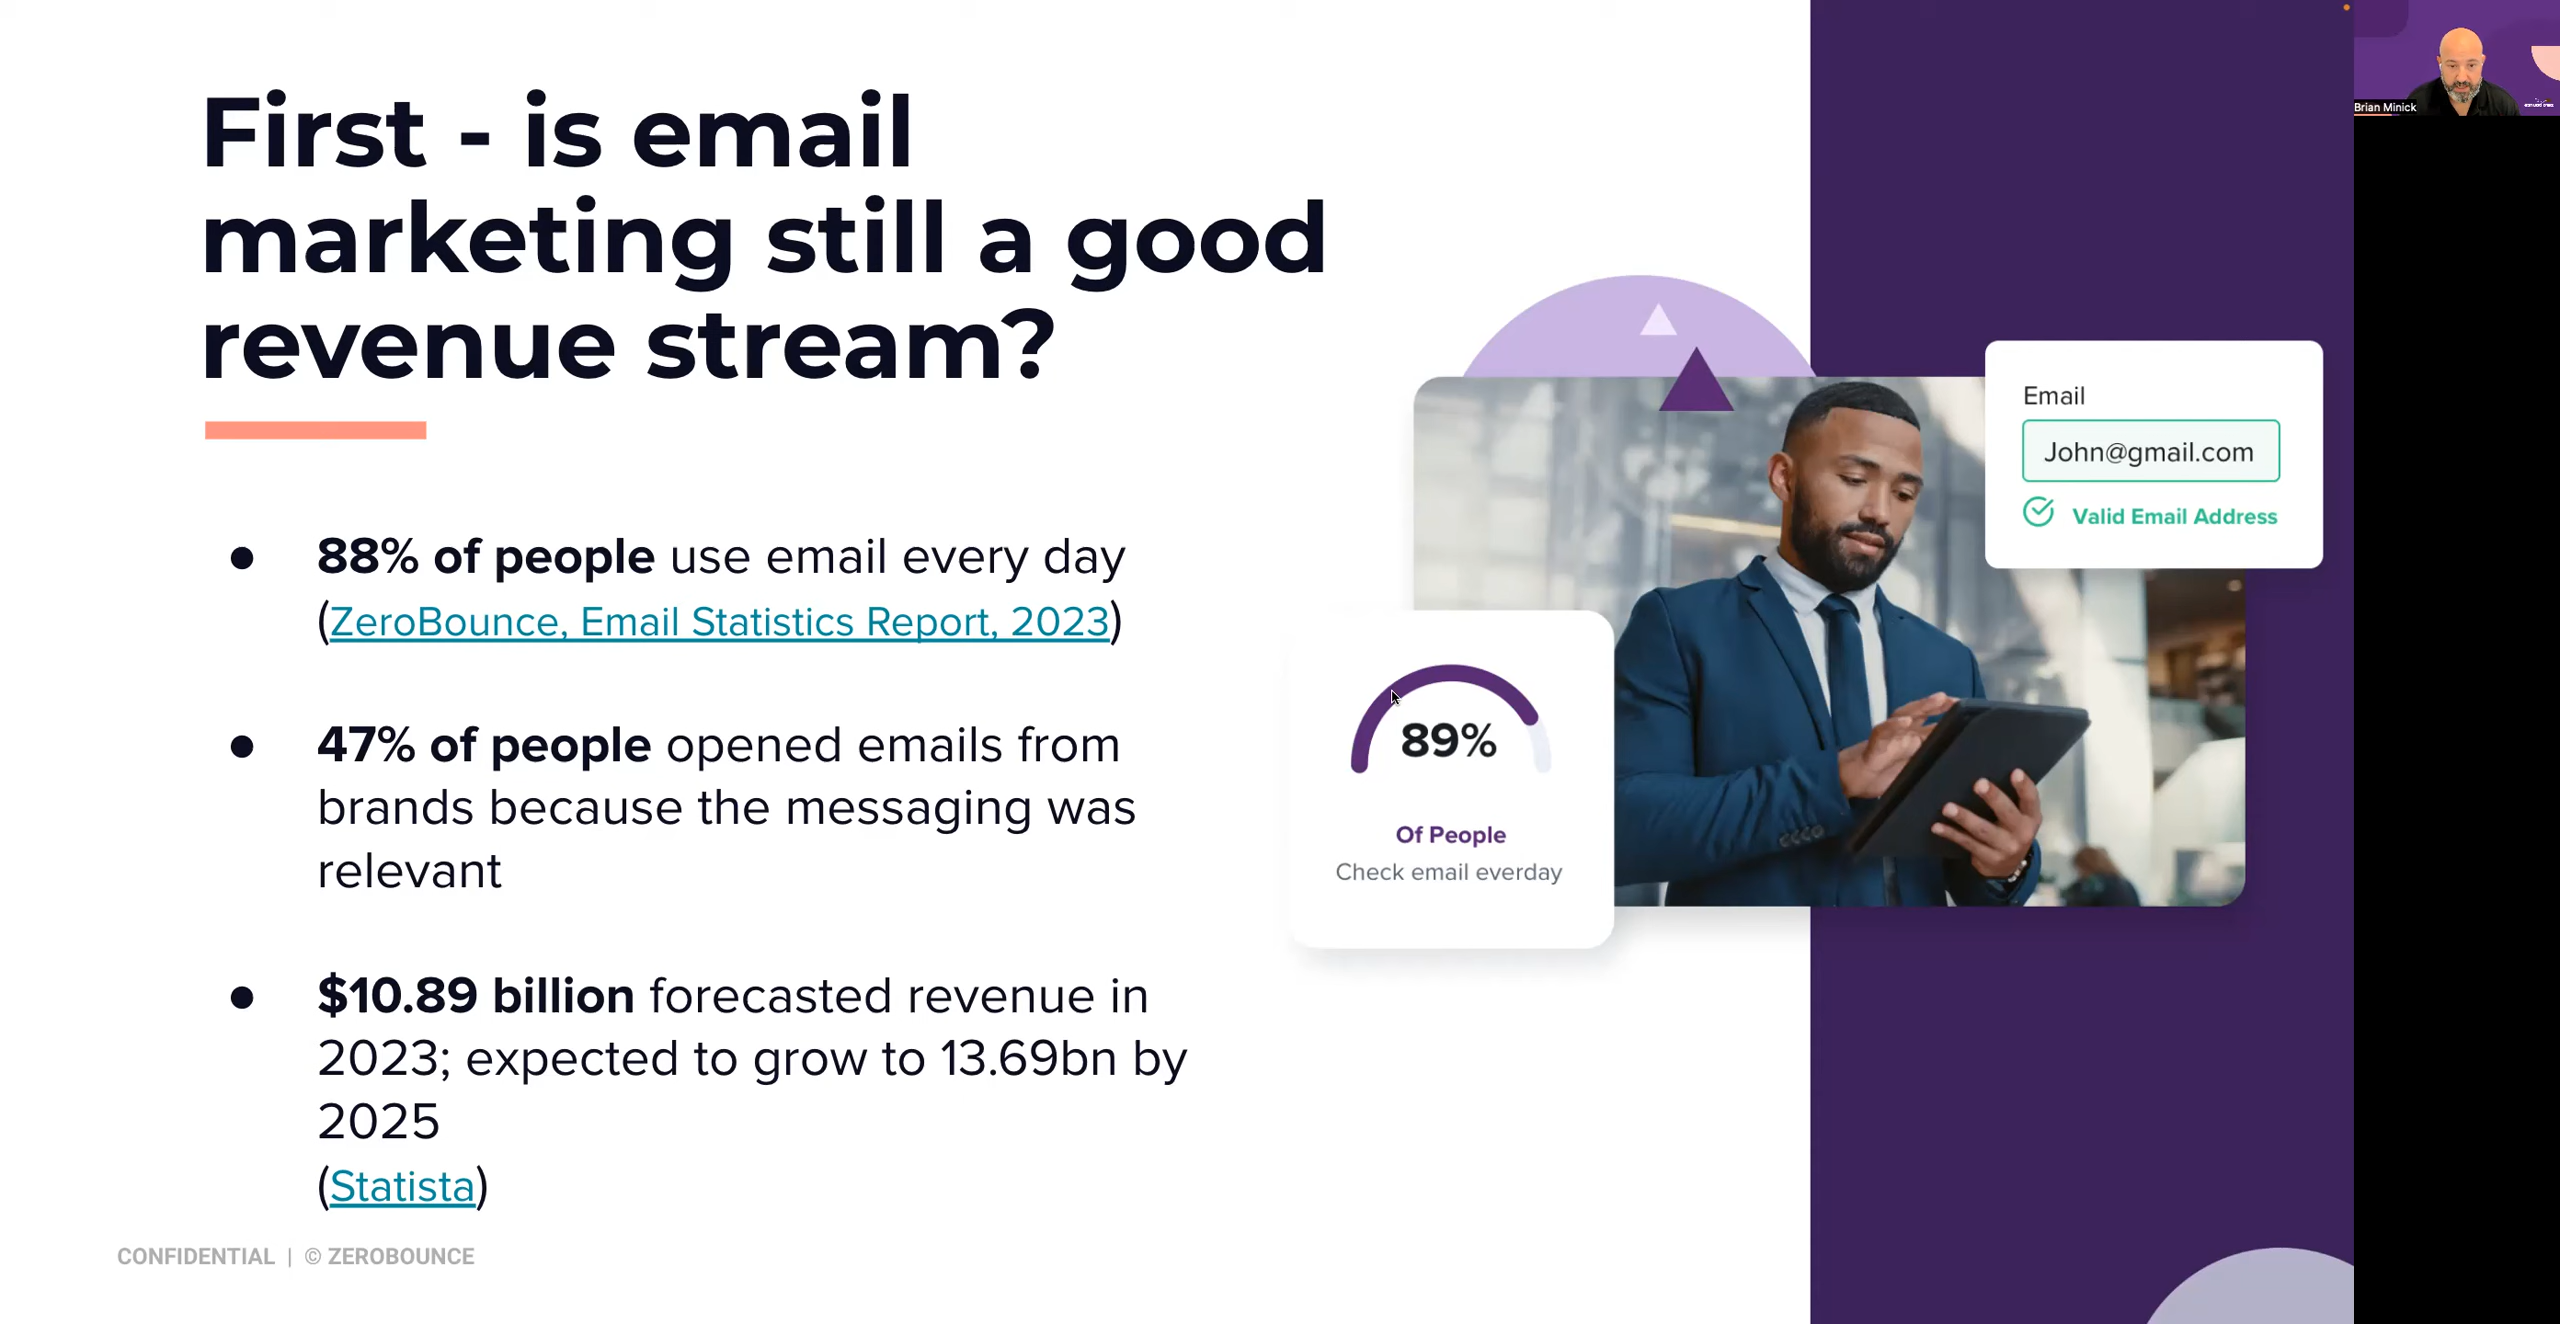 First - is email
marketing still a good
revenue stream?
● 88% of people use email every day
(ZeroBounce, Email Statistics Report, 2023)
● 47% of people opened emails from
brands because the messaging was
relevant
● $10.89 billion forecasted revenue in
2023; expected to grow to 13.69bn by
2025
(Statista)
CONFIDENTIAL | © ZEROBOUNCE
Email
John@gmail.com
Valid Email Address
89%
Of People
Check email everday
Brian Minick